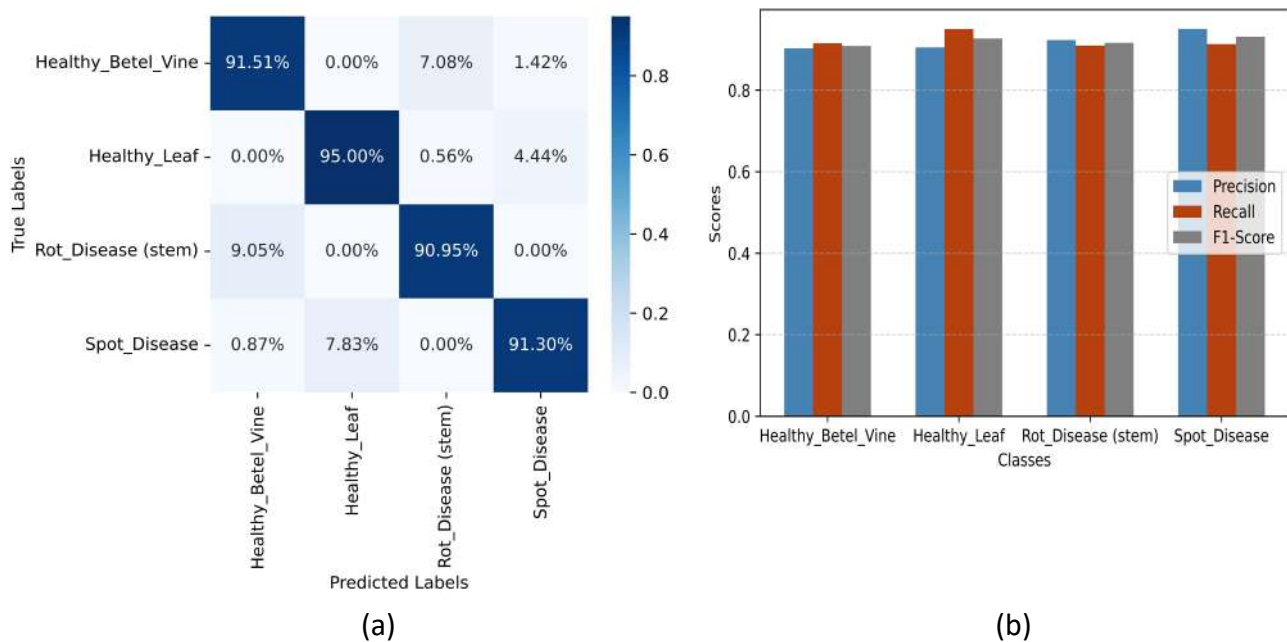 Healthy_Betel_Vine
91.51%
0.00%
7.08%
1.42%
Healthy_Leaf
0.00%
95.00%
0.56%
4.44%
Rot_Disease (stem)
9.05%
0.00%
90.95%
0.00%
Spot_Disease
0.87%
7.83%
0.00%
91.30%
True Labels
Healthy_Betel_Vine
Healthy_Leaf
Rot_Disease (stem)
Spot_Disease
Predicted Labels
0.8
0.6
0.4
0.2
0.0
(a)
Scores
0.8
0.6
0.4
0.2
0.0
Precision
Recall
F1-Score
Healthy_Betel_Vine
Healthy_Leaf
Rot_Disease (stem)
Spot_Disease
Classes
(b)